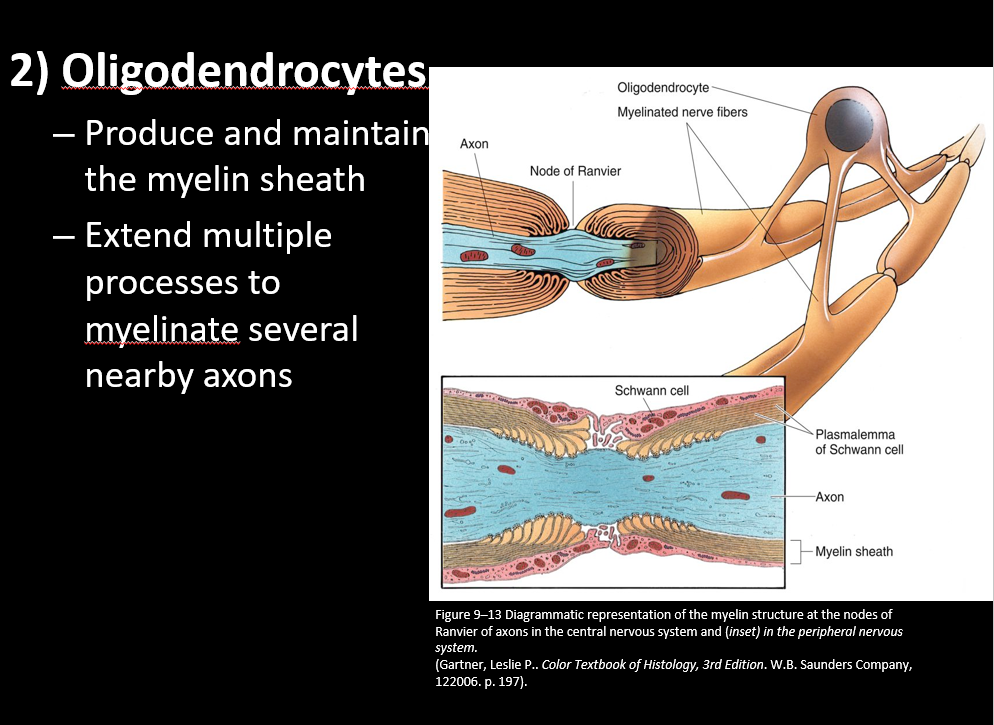 2) Oligodendrocytes
– Produce and maintain
the myelin sheath
– Extend multiple
processes to
myelinate several
nearby axons
Oligodendrocyte
Myelinated nerve fibers
Axon
Node of Ranvier
Schwann cell
Plasmalemma
of Schwann cell
Axon
Myelin sheath
Figure 9–13 Diagrammatic representation of the myelin structure at the nodes of
Ranvier of axons in the central nervous system and (inset) in the peripheral nervous
system.
(Gartner, Leslie P.. Color Textbook of Histology, 3rd Edition. W.B. Saunders Company,
122006. p. 197).